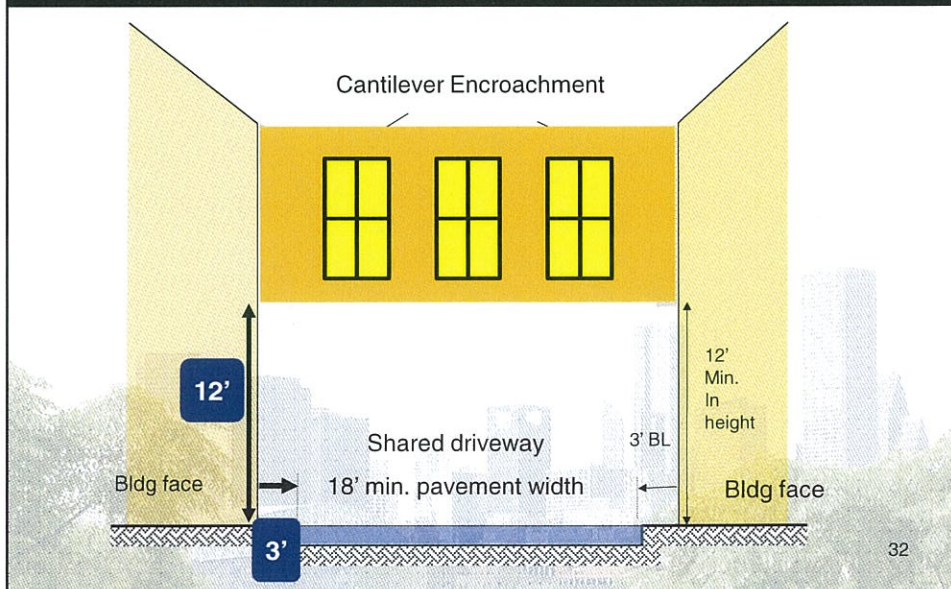 Cantilever Encroachment
12'
12'
Min.
In
height
Shared driveway
3' BL
Bldg face
18' min. pavement width
Bldg face
3'
32